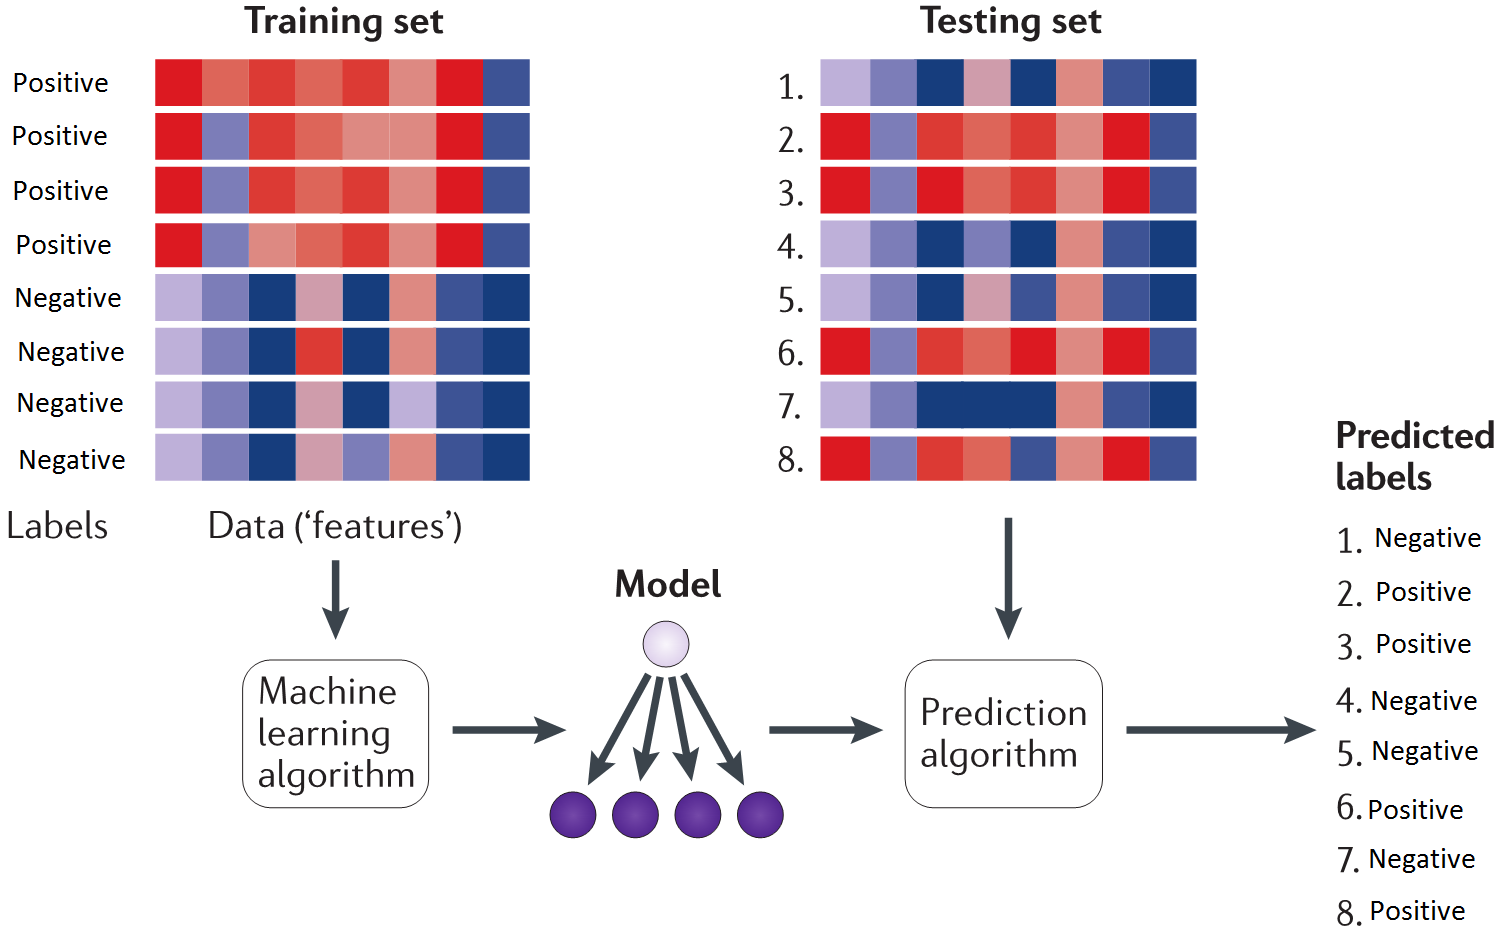 Training set
Testing set
Positive
Positive
Positive
Positive
Negative
Negative
Negative
Negative
Labels
Data (‘features’)
1.
2.
3.
4.
5.
6.
7.
8.
Machine
learning
algorithm
Model
Prediction
algorithm
Predicted
labels
1. Negative
2. Positive
3. Positive
4. Negative
5. Negative
6. Positive
7. Negative
8. Positive